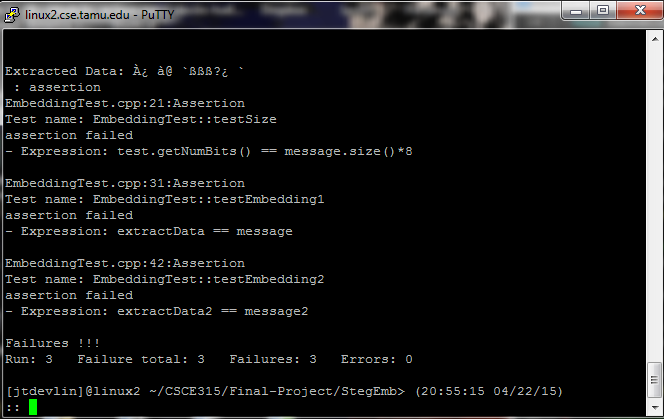 linux2.cse.tamu.edu - PuTTY
Extracted Data: À¿ à@ `ßßß?¿ `
: assertion
EmbeddingTest.cpp:21:Assertion
Test name: EmbeddingTest::testSize
assertion failed
- Expression: test.getNumBits() == message.size()*8
EmbeddingTest.cpp:31:Assertion
Test name: EmbeddingTest::testEmbedding1
assertion failed
- Expression: extractData == message
EmbeddingTest.cpp:42:Assertion
Test name: EmbeddingTest::testEmbedding2
assertion failed
- Expression: extractData2 == message2
Failures !!!
Run: 3   Failure total: 3   Failures: 3   Errors: 0
[jtdevlin]@linux2 ~/CSCE315/Final-Project/StegEmb> (20:55:15 04/22/15)
::